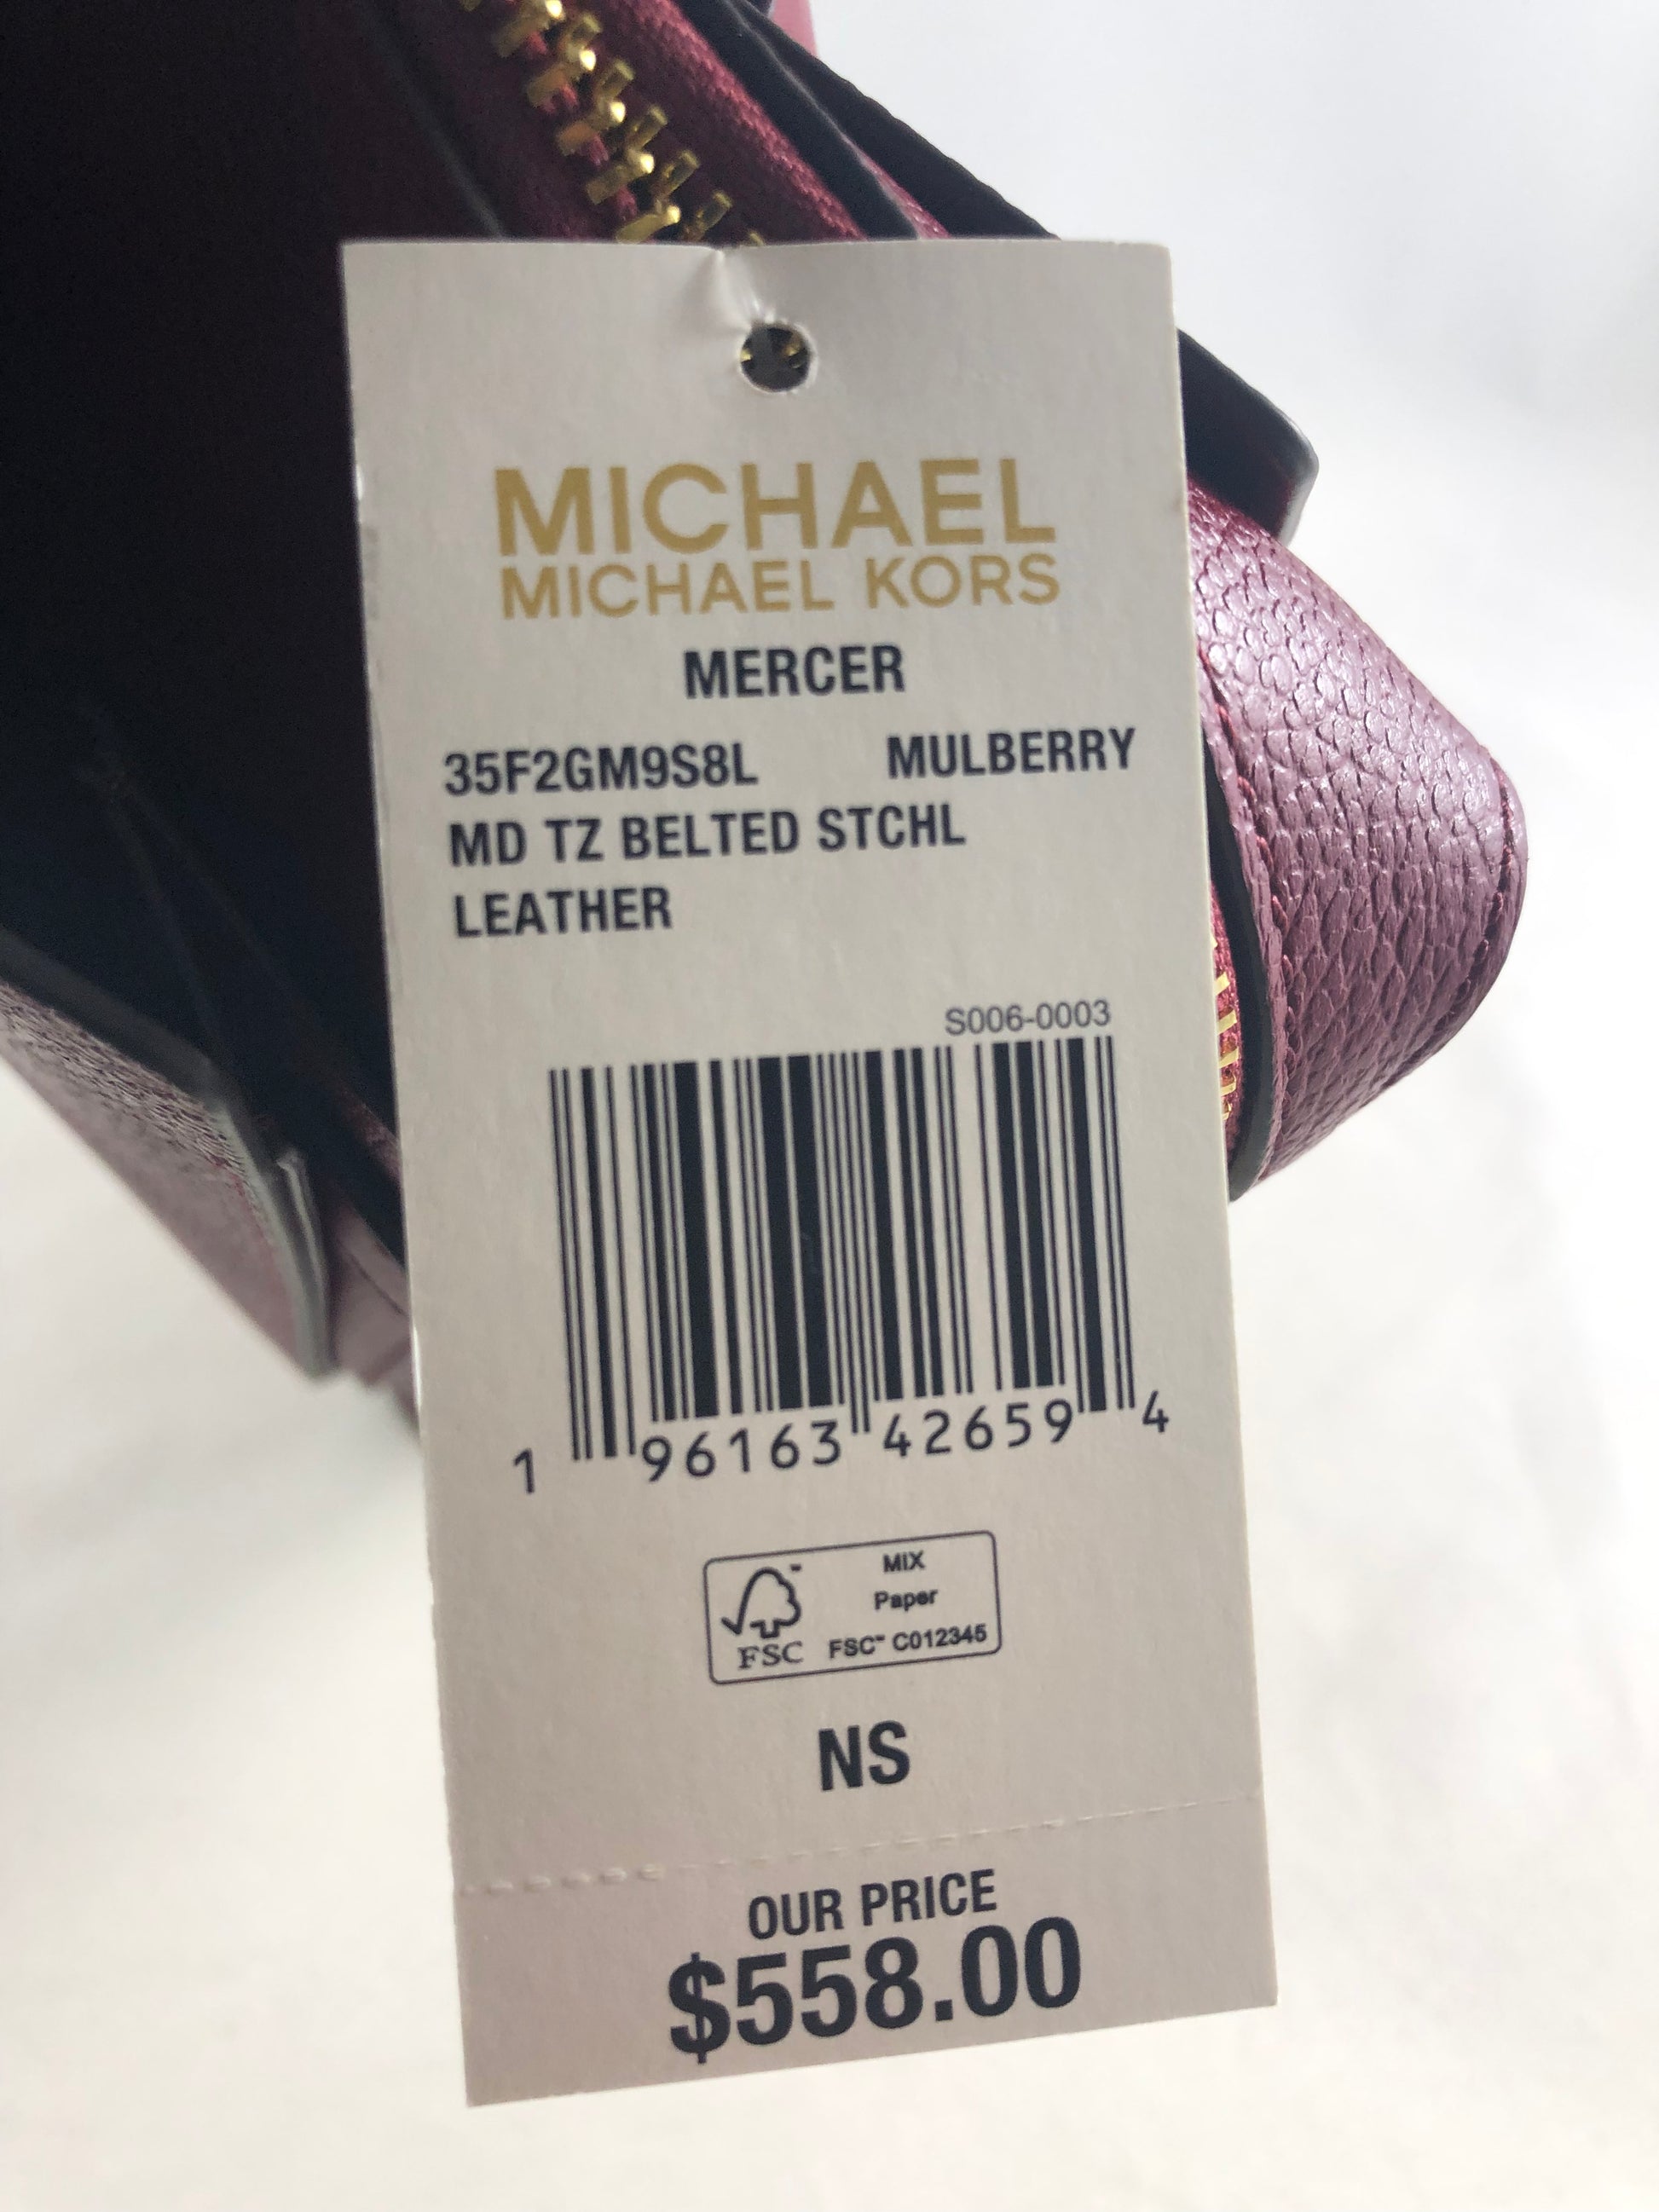 MICHAEL
MICHAEL KORS
MERCER
35F2GM9S8L MULBERRY
MD TZ BELTED STCHL
LEATHER
S006-0003
1 96163 42659 4
MIX
Paper
FSC™ FSC™ C012345
NS
OUR PRICE
$558.00